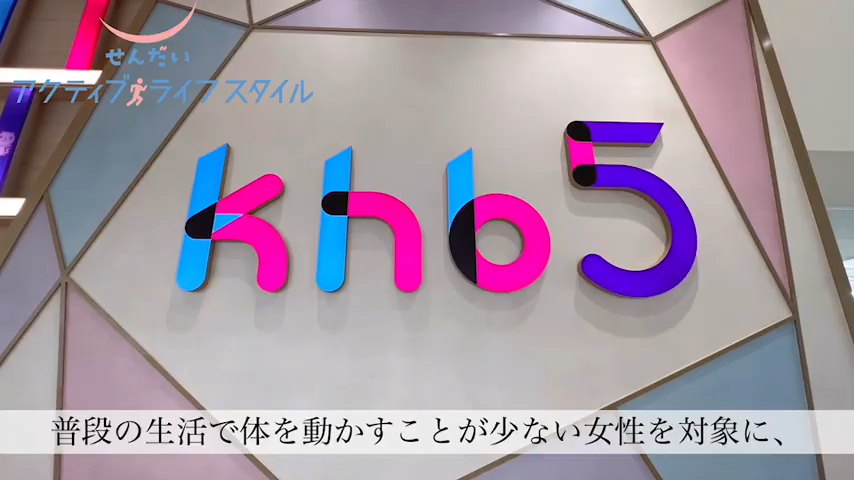 せんだい
アクティブライフスタイル
khb5
普段の生活で体を動かすことが少ない女性を対象に、